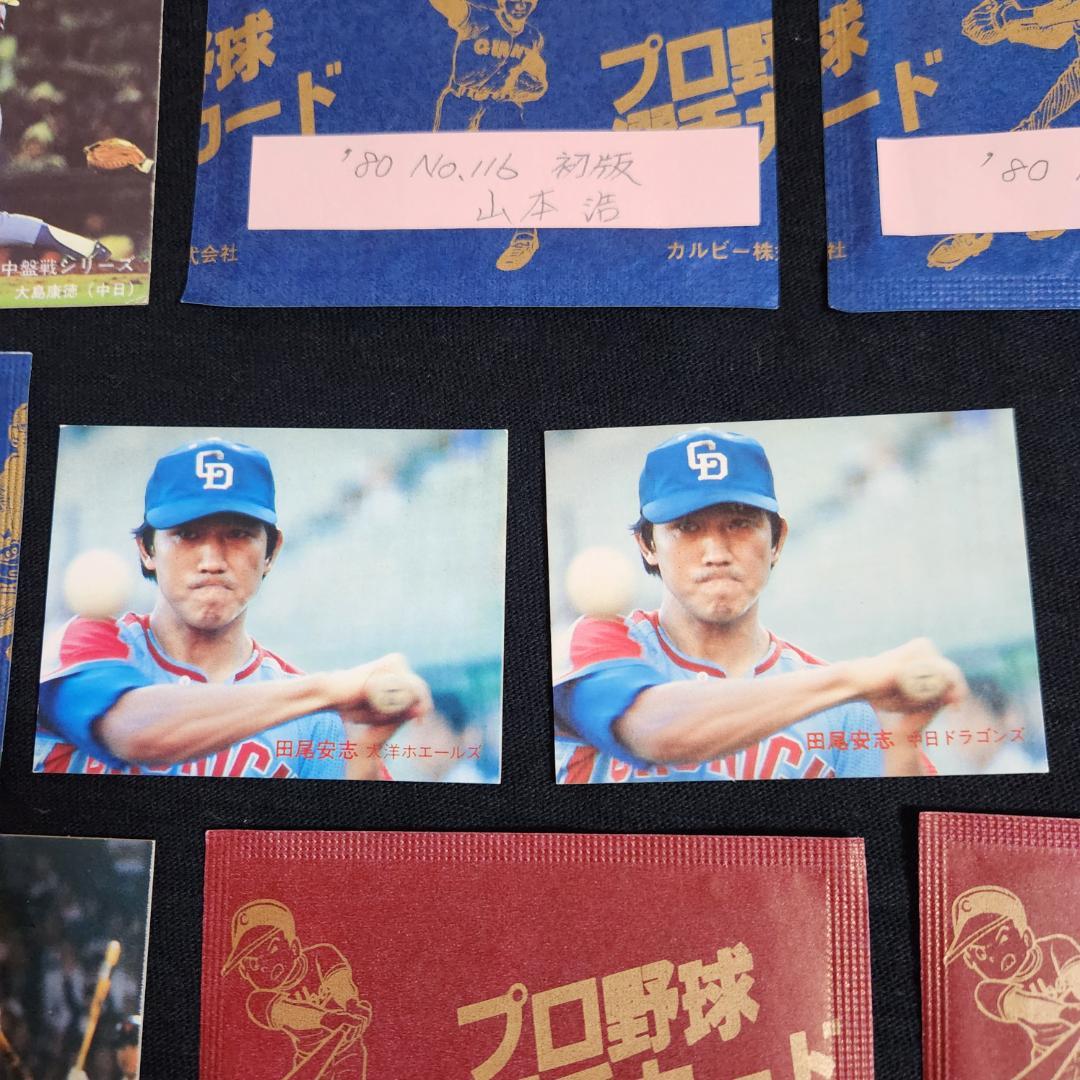 野球
カード
プロ野球
選手カード
GIANTS
野球
カード
'80 No.116 初版
山本 浩
'80
中盤戦シリーズ
大島康徳(中日)
式会社
カルビー株
会社
CD
CD
田尾安志 大洋ホエールズ
田尾安志 中日ドラゴンズ
C
C
プロ野球